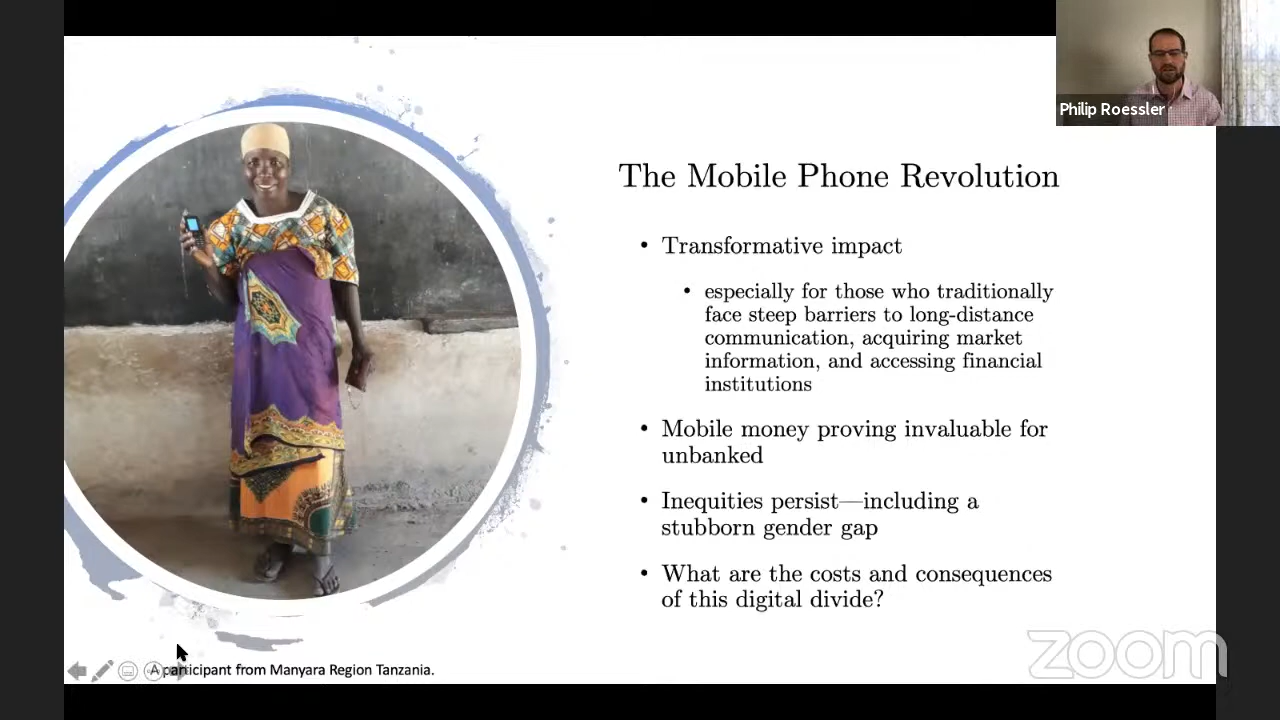 Philip Roessler
The Mobile Phone Revolution
• Transformative impact
• especially for those who traditionally
face steep barriers to long-distance
communication, acquiring market
information, and accessing financial
institutions
• Mobile money proving invaluable for
unbanked
• Inequities persist—including a
stubborn gender gap
• What are the costs and consequences
of this digital divide?
zoom
A participant from Manyara Region Tanzania.